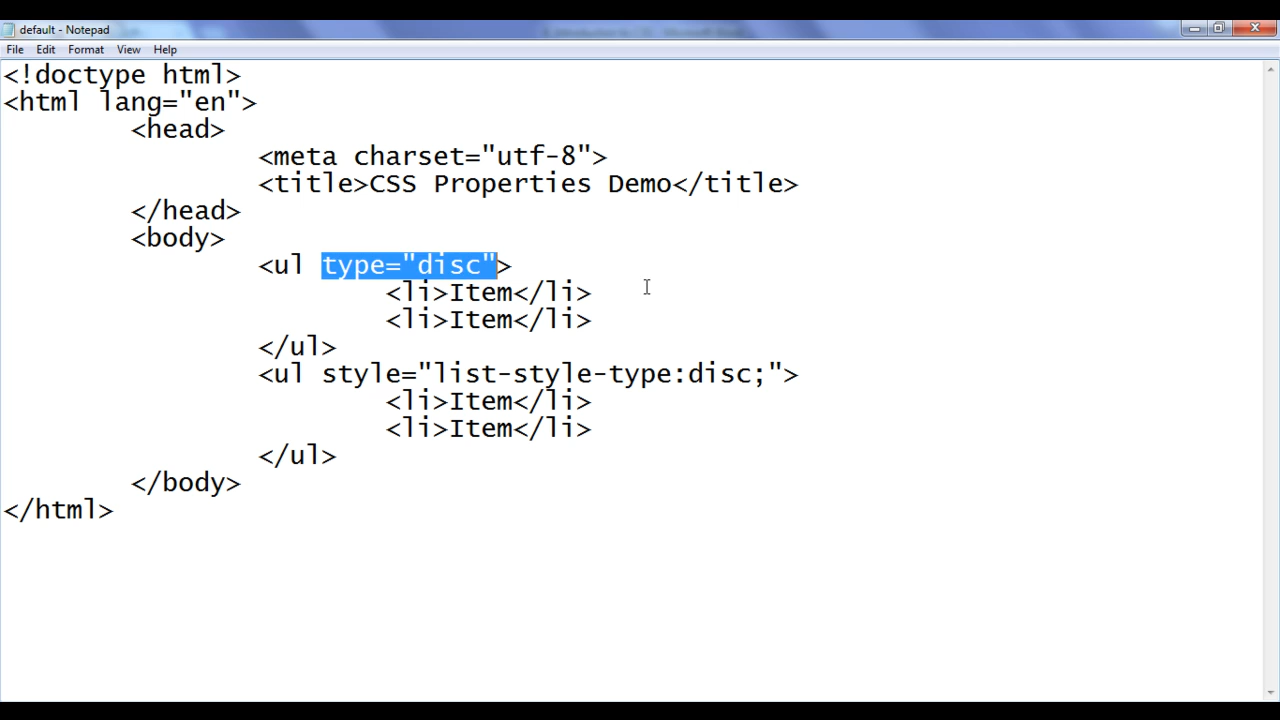 default - Notepad
File Edit Format View Help
<!doctype html>
<html lang="en">
<head>
<meta charset="utf-8">
<title>CSS Properties Demo</title>
</head>
<body>
<ul type="disc">
<li>Item</li>
<li>Item</li>
</ul>
<ul style="list-style-type:disc;">
<li>Item</li>
<li>Item</li>
</ul>
</body>
</html>